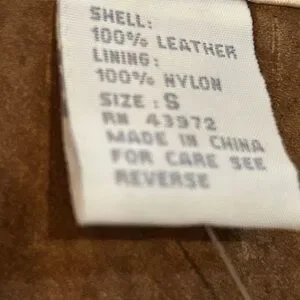 SHELL:
100% LEATHER
LINING:
100% NYLON
SIZE : S
RN 43972
MADE IN CHINA
FOR CARE SEE
REVERSE